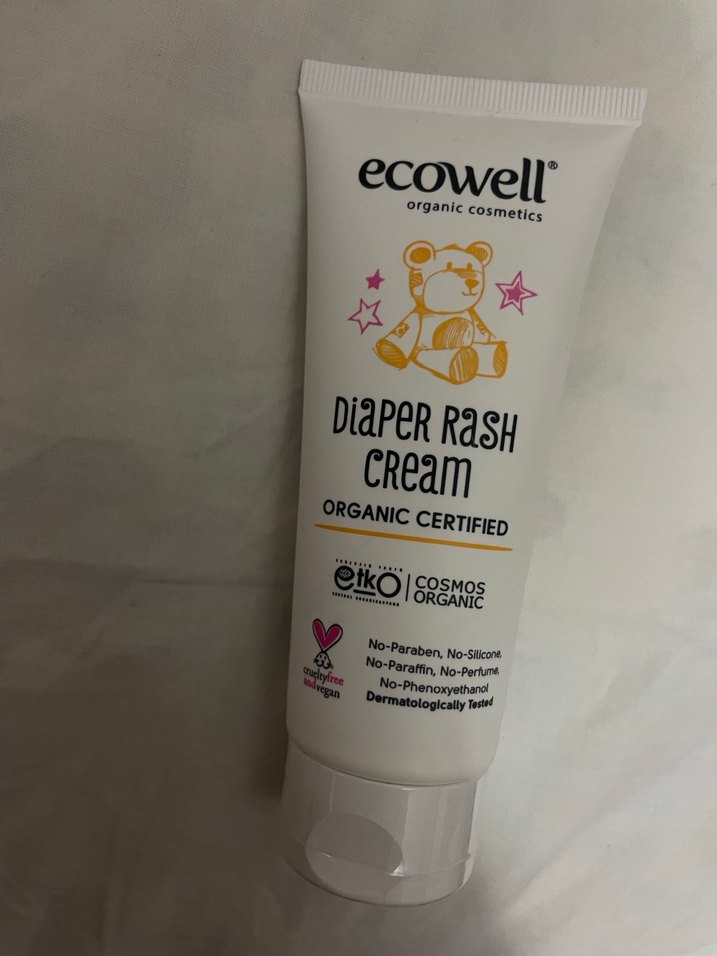 ecowell®
organic cosmetics
DiaPER RaSH
CREam
ORGANIC CERTIFIED
etko
COSMOS
ORGANIC
crueltyfree
andvegan
No-Paraben, No-Silicone,
No-Paraffin, No-Perfume,
No-Phenoxyethanol
Dermatologically Tested